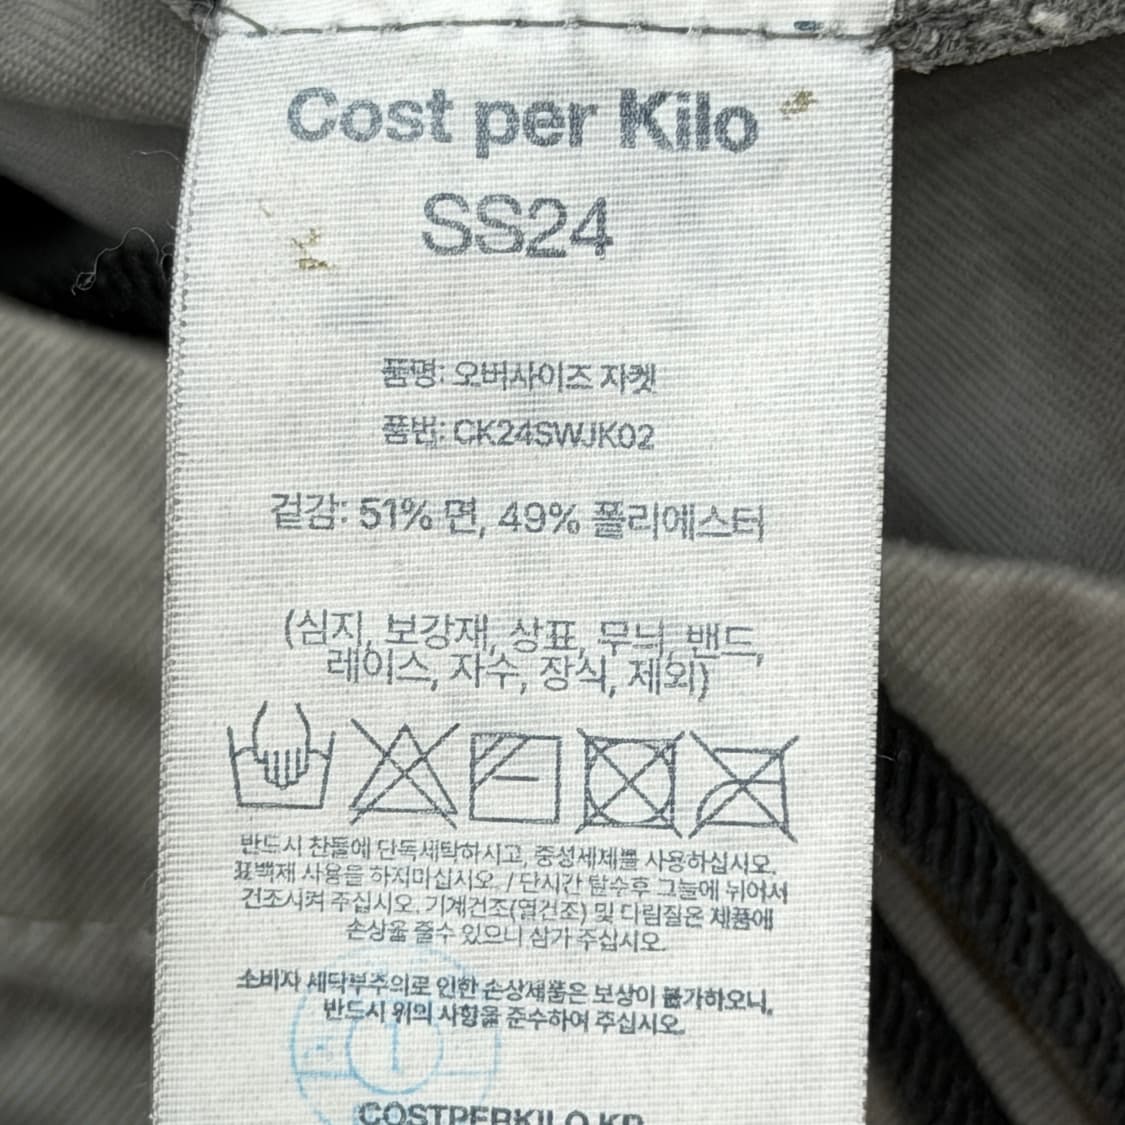 Cost per Kilo
SS24
품명: 오버사이즈 자켓
품번: CK24SWJK02
겉감: 51% 면, 49% 폴리에스터
(심지, 보강재, 상표, 무늬, 밴드,
레이스, 자수, 장식, 제외)
반드시 찬물에 단독세탁하시고, 중성세제를 사용하십시오.
표백제 사용을 하지마십시오. / 단시간 탈수후 그늘에 뉘어서
건조시켜 주십시오. 기계건조(열건조) 및 다림질은 제품에
손상을 줄수 있으니 삼가 주십시오.
소비자 세탁부주의로 인한 손상제품은 보상이 불가하오니,
반드시 위의 사항을 준수하여 주십시오.
COSTPERKILO.KR